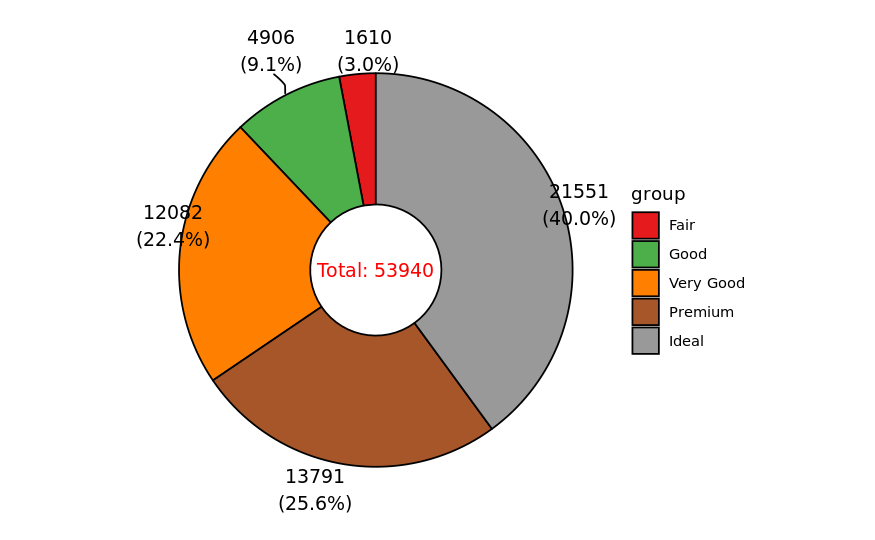 4906
(9.1%)
1610
(3.0%)
21551
(40.0%)
12082
(22.4%)
Total: 53940
13791
(25.6%)
group
Fair
Good
Very Good
Premium
Ideal